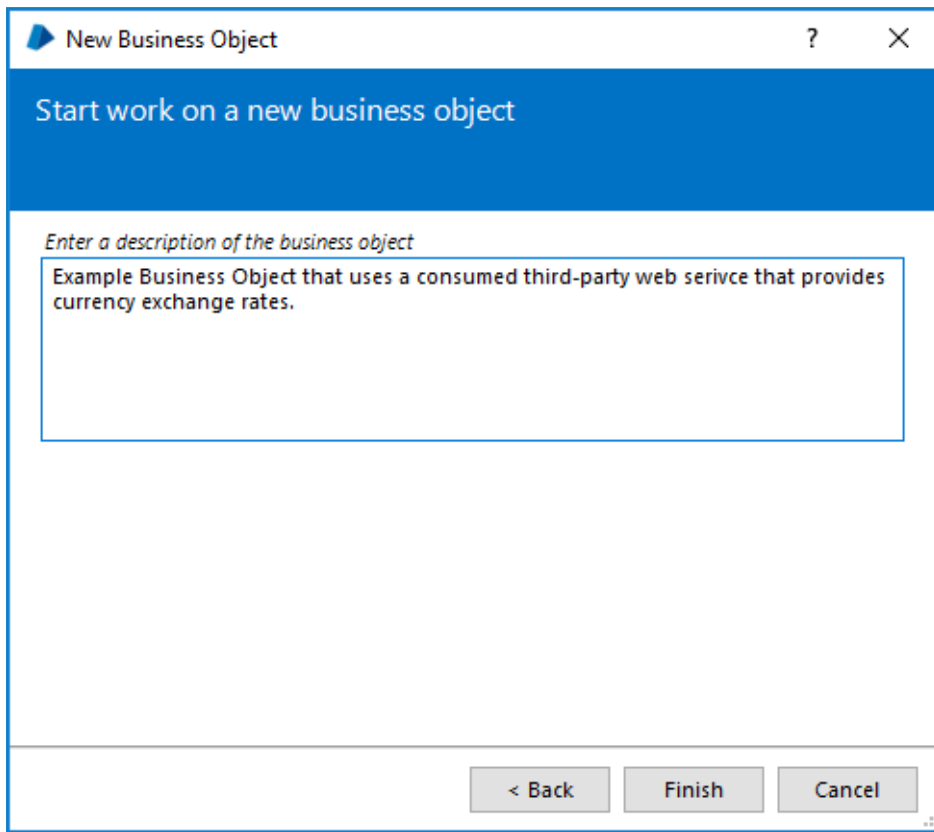 New Business Object
?
Start work on a new business object
Enter a description of the business object
Example Business Object that uses a consumed third-party web serivce that provides
currency exchange rates.
< Back
Finish
Cancel